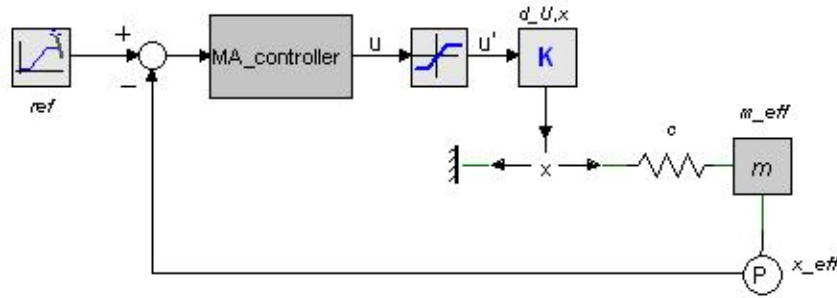 d_U,x
+
MA_controller
u
u'
K
−
ref
m_eff
c
x
m
P
x_eff